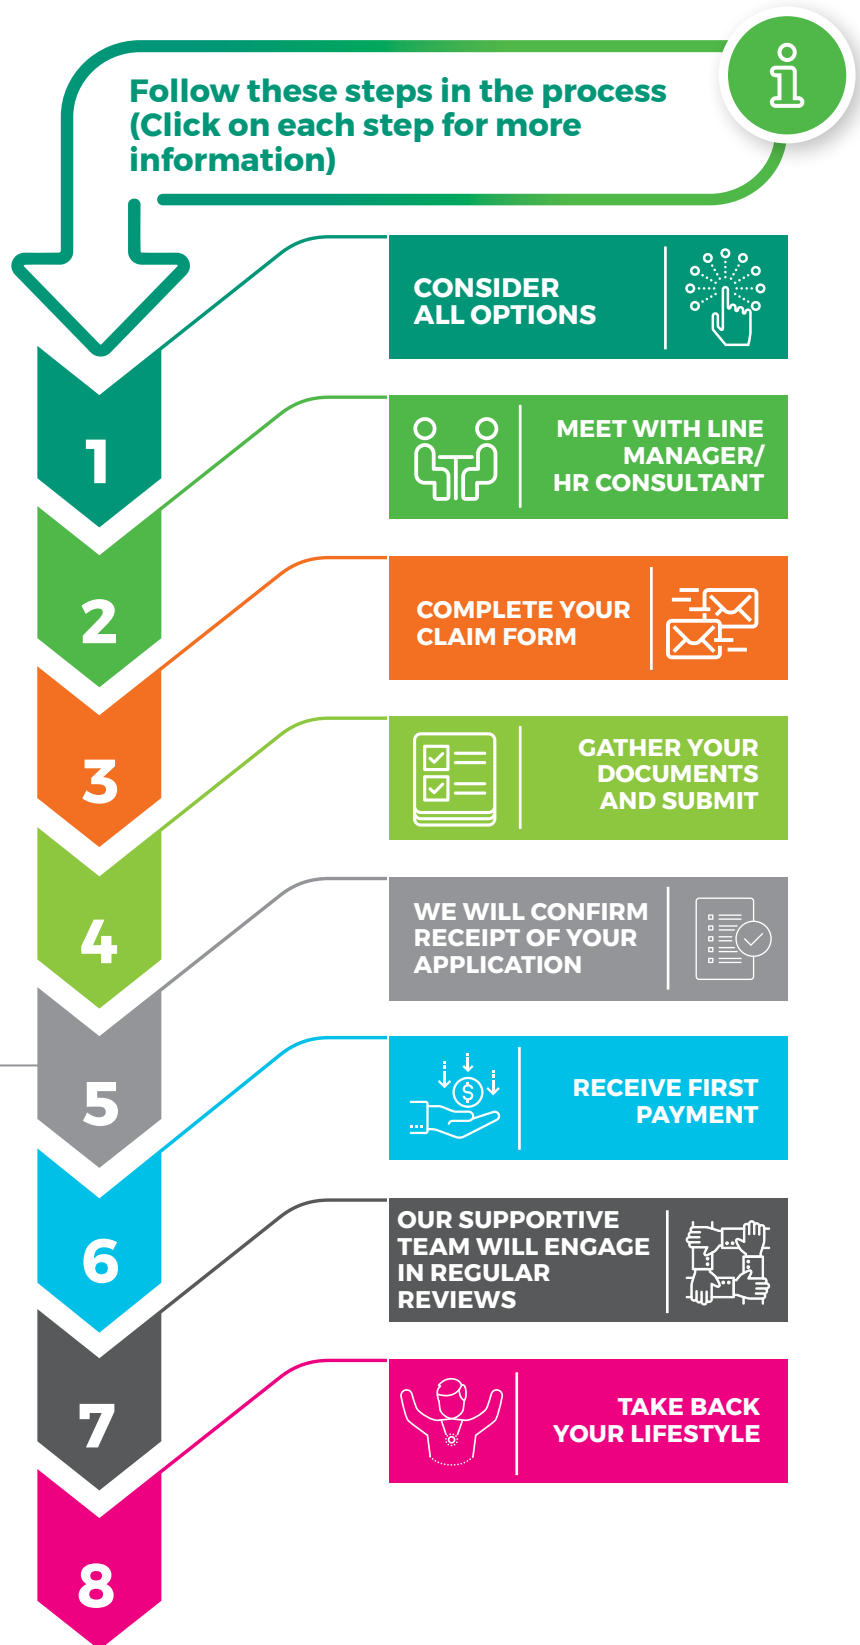 Follow these steps in the process
(Click on each step for more
information)
CONSIDER
ALL OPTIONS
1
MEET WITH LINE
MANAGER/
HR CONSULTANT
2
COMPLETE YOUR
CLAIM FORM
3
GATHER YOUR
DOCUMENTS
AND SUBMIT
4
WE WILL CONFIRM
RECEIPT OF YOUR
APPLICATION
5
$
RECEIVE FIRST
PAYMENT
6
OUR SUPPORTIVE
TEAM WILL ENGAGE
IN REGULAR
REVIEWS
7
TAKE BACK
YOUR LIFESTYLE
8